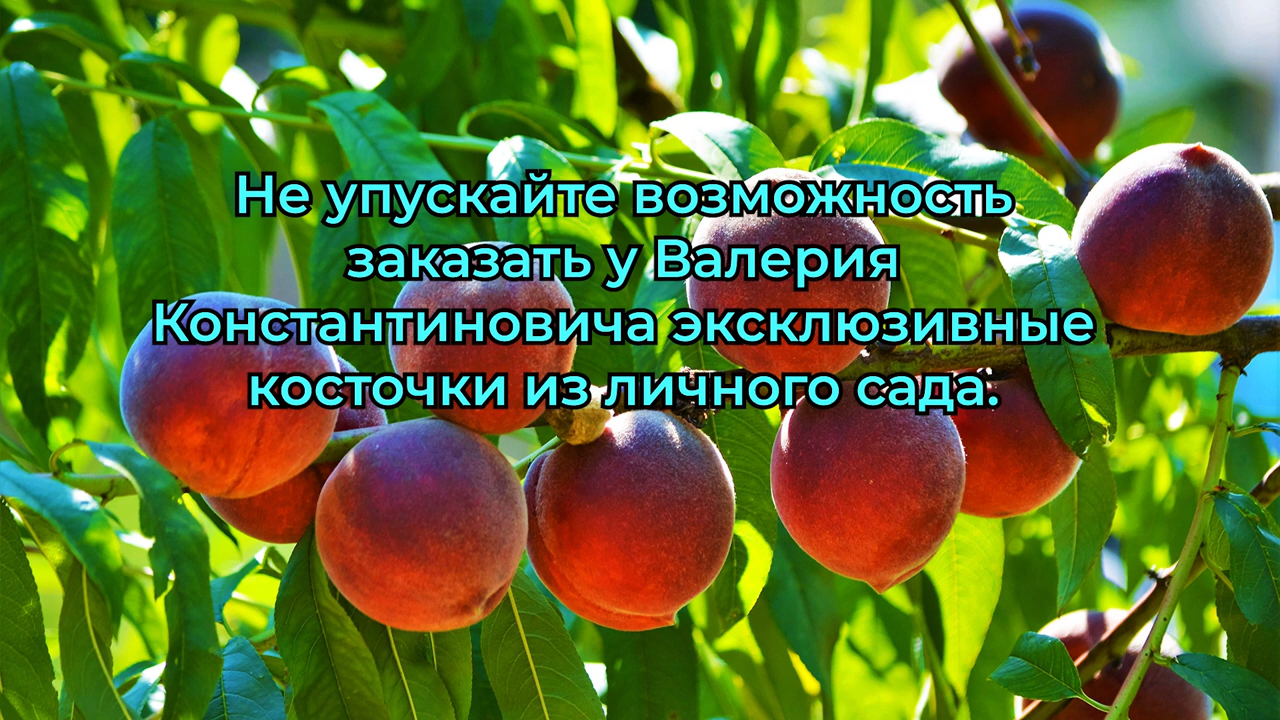 Не упускайте возможность
заказать у Валерия
Константиновича эксклюзивные
косточки из личного сада.